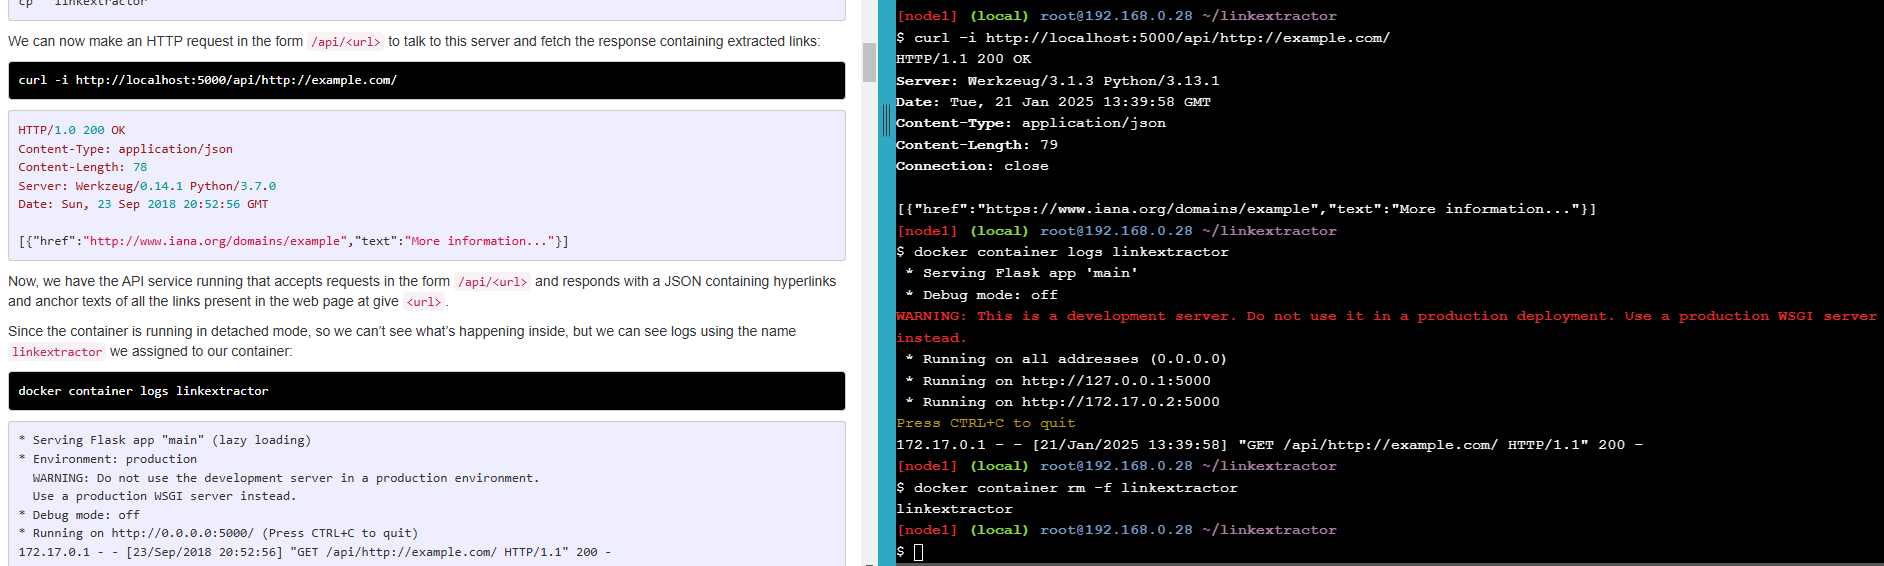 cp   linkextractor
We can now make an HTTP request in the form /api/<url> to talk to this server and fetch the response containing extracted links:
curl -i http://localhost:5000/api/http://example.com/
HTTP/1.0 200 OK
Content-Type: application/json
Content-Length: 78
Server: Werkzeug/0.14.1 Python/3.7.0
Date: Sun, 23 Sep 2018 20:52:56 GMT
[{"href":"http://www.iana.org/domains/example","text":"More information..."}]
Now, we have the API service running that accepts requests in the form /api/<url> and responds with a JSON containing hyperlinks
and anchor texts of all the links present in the web page at give <url>.
Since the container is running in detached mode, so we can't see what's happening inside, but we can see logs using the name
linkextractor we assigned to our container:
docker container logs linkextractor
* Serving Flask app "main" (lazy loading)
* Environment: production
WARNING: Do not use the development server in a production environment.
Use a production WSGI server instead.
* Debug mode: off
* Running on http://0.0.0.0:5000/ (Press CTRL+C to quit)
172.17.0.1 - - [23/Sep/2018 20:52:56] "GET /api/http://example.com/ HTTP/1.1" 200 -
[node1] (local) root@192.168.0.28 ~/linkextractor
$ curl -i http://localhost:5000/api/http://example.com/
HTTP/1.1 200 OK
Server: Werkzeug/3.1.3 Python/3.13.1
Date: Tue, 21 Jan 2025 13:39:58 GMT
Content-Type: application/json
Content-Length: 79
Connection: close
[{"href":"https://www.iana.org/domains/example","text":"More information..."}]
[node1] (local) root@192.168.0.28 ~/linkextractor
$ docker container logs linkextractor
* Serving Flask app 'main'
* Debug mode: off
WARNING: This is a development server. Do not use it in a production deployment. Use a production WSGI server
instead.
* Running on all addresses (0.0.0.0)
* Running on http://127.0.0.1:5000
* Running on http://172.17.0.2:5000
Press CTRL+C to quit
172.17.0.1 - - [21/Jan/2025 13:39:58] "GET /api/http://example.com/ HTTP/1.1" 200 -
[node1] (local) root@192.168.0.28 ~/linkextractor
$ docker container rm -f linkextractor
linkextractor
[node1] (local) root@192.168.0.28 ~/linkextractor
$